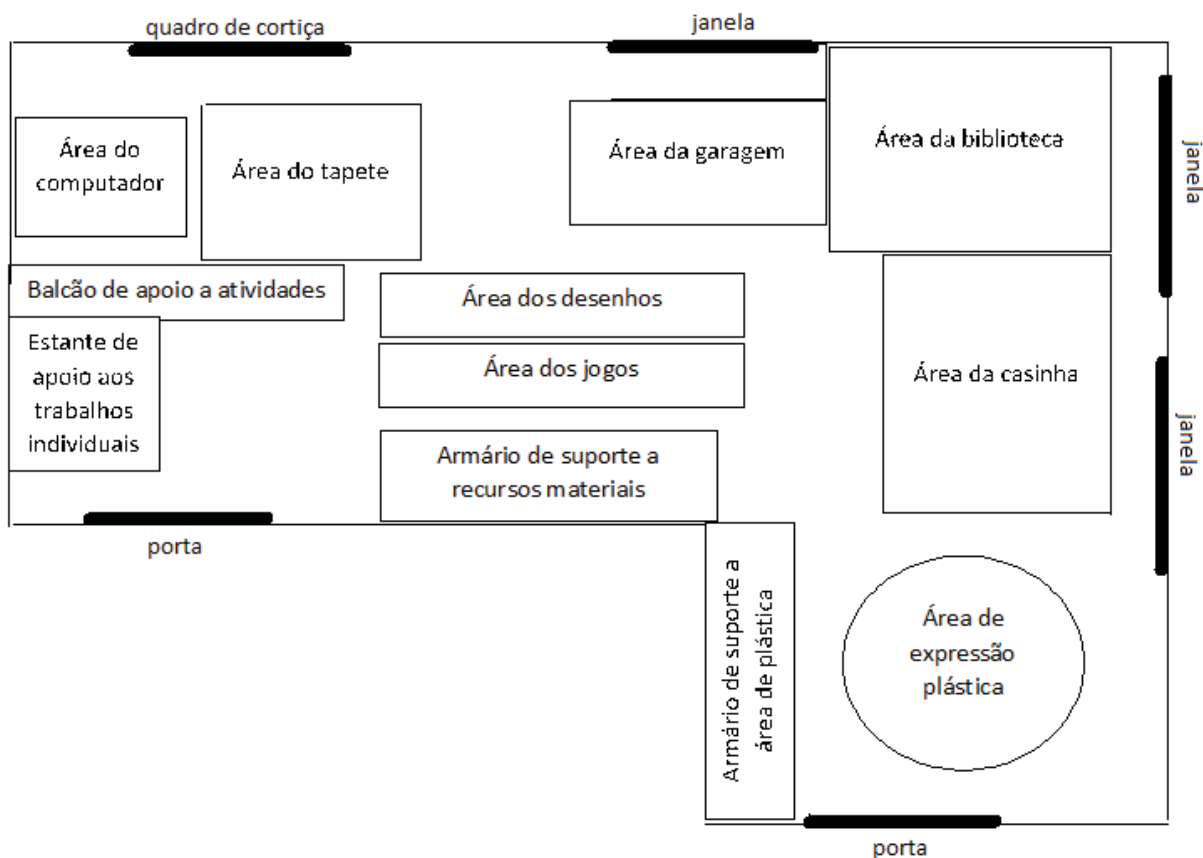 quadro de cortiça
janela
Área do
computador
Área do tapete
Área da garagem
Área da biblioteca
janela
Balcão de apoio a atividades
Área dos desenhos
Estante de
apoio aos
trabalhos
individuais
Área dos jogos
Área da casinha
janela
Armário de suporte a
recursos materiais
porta
Armário de suporte a
área de plástica
Área de
expressão
plástica
porta